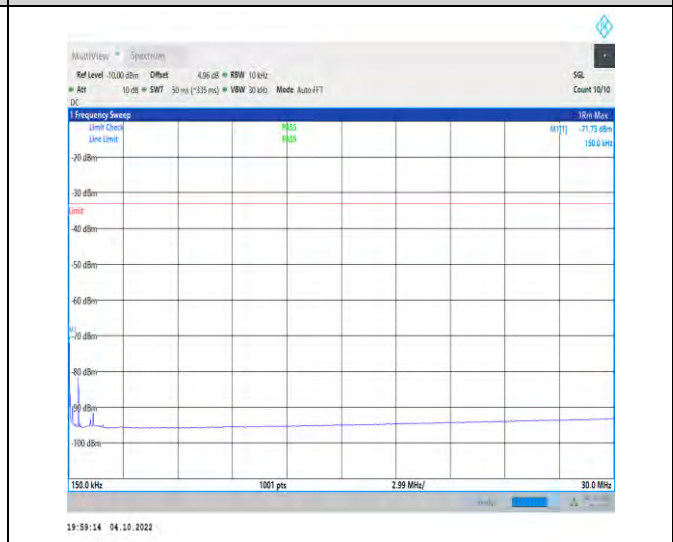 MultiView Spectrum
Ref Level -10.00 dBm Offset 4.96 dB RBW 10 kHz SGL
Att 10 dB SWT 50 ms (~335 ms) VBW 30 kHz Mode Auto FFT Count 10/10
DC
1 Frequency Sweep 1Rm Max
Limit Check PASS M1[1] -71.73 dBm
Line Limit PASS 150.0 kHz
-20 dBm
-30 dBm
Limit
-40 dBm
-50 dBm
-60 dBm
M1
-70 dBm
-80 dBm
-90 dBm
-100 dBm
150.0 kHz 1001 pts 2.99 MHz/ 30.0 MHz
19:59:14 04.10.2022